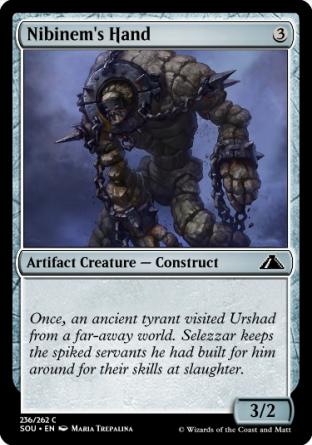 Nibinem's Hand 3
Artifact Creature — Construct
Once, an ancient tyrant visited Urshad
from a far-away world. Selezzar keeps
the spiked servants he had built for him
around for their skills at slaughter.
3/2
236/262 C
SOU • EN Maria Trepalina
© Wizards of the Coast and Matt